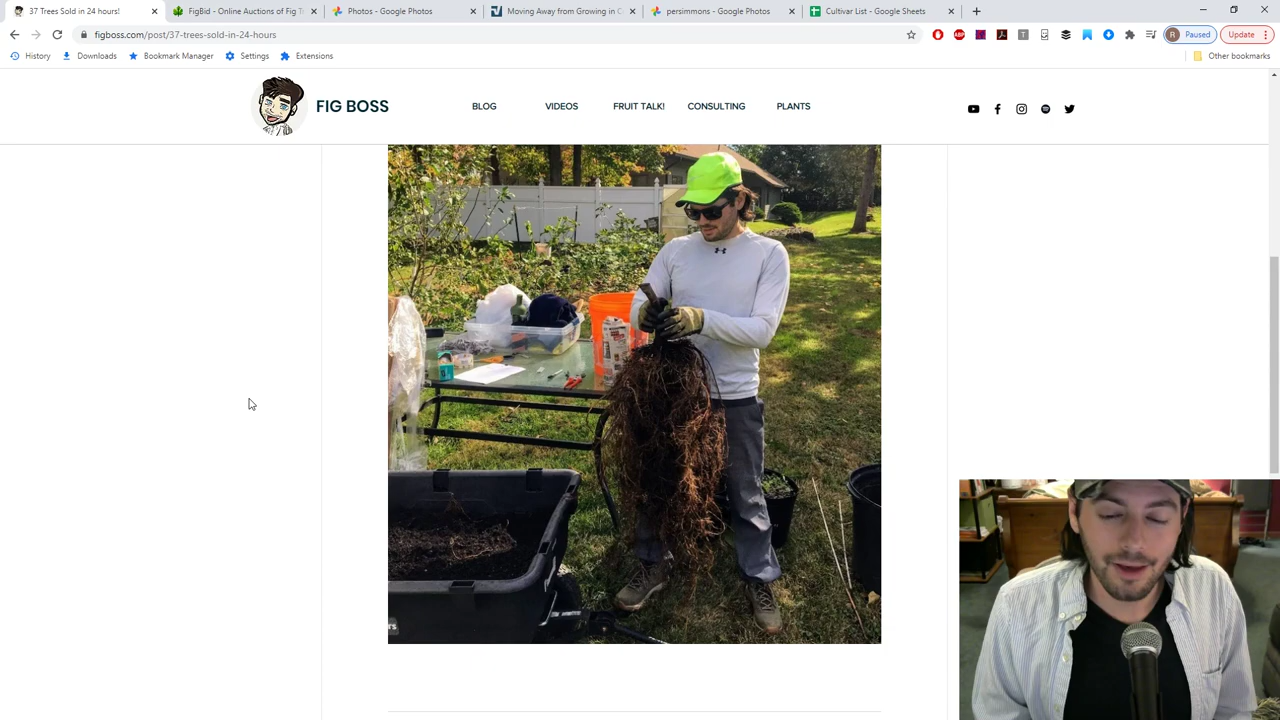 37 Trees Sold in 24 hours!
FigBid - Online Auctions of Fig T
Photos - Google Photos
Moving Away from Growing in C
persimmons - Google Photos
Cultivar List - Google Sheets
figboss.com/post/37-trees-sold-in-24-hours
ABP
R
Paused
Update
History
Downloads
Bookmark Manager
Settings
Extensions
Other bookmarks
FIG BOSS
BLOG
VIDEOS
FRUIT TALK!
CONSULTING
PLANTS